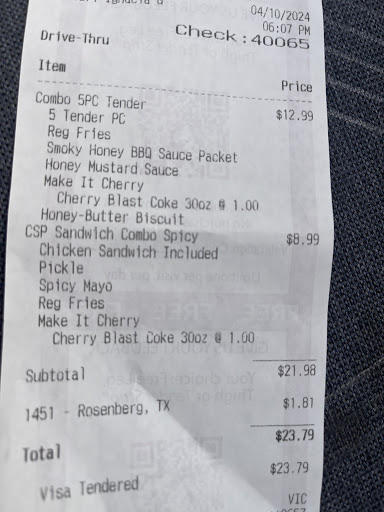 04/10/2024
06:07 PM
Drive-Thru
Check : 40065
Item
Price
Combo 5PC Tender $12.99
5 Tender PC
Reg Fries
Smoky Honey BBQ Sauce Packet
Honey Mustard Sauce
Make It Cherry
Cherry Blast Coke 30oz @ 1.00
Honey-Butter Biscuit
CSP Sandwich Combo Spicy $8.99
Chicken Sandwich Included
Pickle
Spicy Mayo
Reg Fries
Make It Cherry
Cherry Blast Coke 30oz @ 1.00
Subtotal $21.98
1451 - Rosenberg, TX $1.81
Total $23.79
Visa Tendered $23.79
VIC